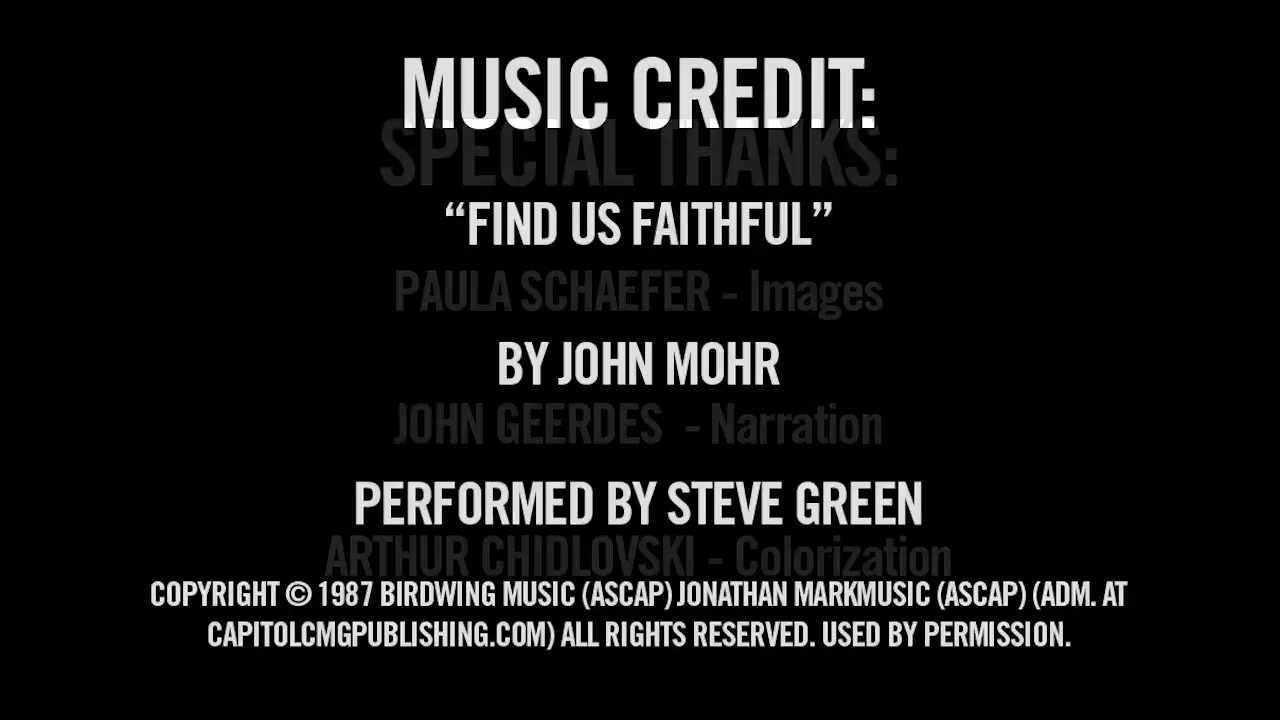 MUSIC CREDIT:
SPECIAL THANKS:
“FIND US FAITHFUL”
PAULA SCHAEFER - Images
BY JOHN MOHR
JOHN GEERDES - Narration
PERFORMED BY STEVE GREEN
ARTHUR CHIDLOVSKI - Colorization
COPYRIGHT © 1987 BIRDWING MUSIC (ASCAP) JONATHAN MARKMUSIC (ASCAP) (ADM. AT
CAPITOLCMGPUBLISHING.COM) ALL RIGHTS RESERVED. USED BY PERMISSION.